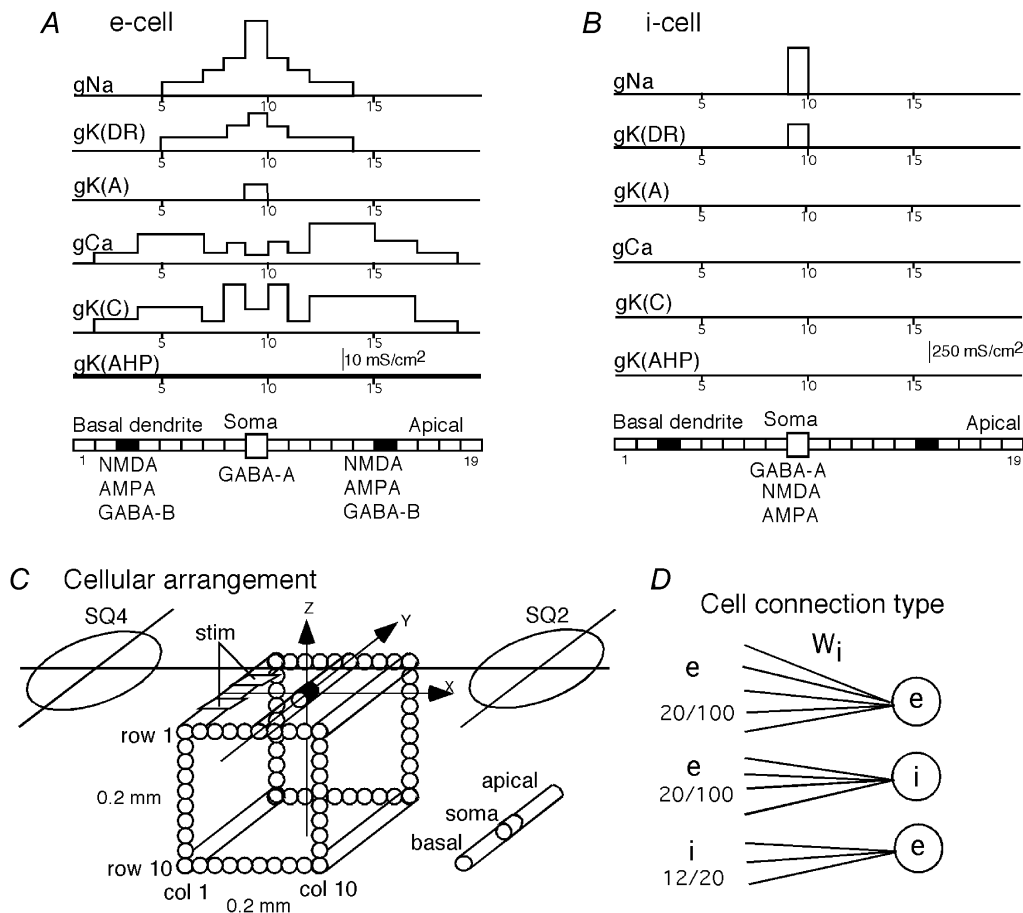 A e-cell
gNa
5 10 15
gK(DR)
5 10 15
gK(A)
5 10 15
gCa
5 10 15
gK(C)
5 10 15
10 mS/cm2
gK(AHP)
5 10 15
Basal dendrite Soma Apical
1 19
NMDA GABA-A NMDA
AMPA AMPA
GABA-B GABA-B
B i-cell
gNa
5 10 15
gK(DR)
5 10 15
gK(A)
5 10 15
gCa
5 10 15
gK(C)
5 10 15
250 mS/cm2
gK(AHP)
5 10 15
Basal dendrite Soma Apical
1 19
GABA-A
NMDA
AMPA
C Cellular arrangement
SQ4 stim Z Y SQ2
X
row 1
0.2 mm
apical
soma
basal
row 10
col 1 col 10
0.2 mm
D Cell connection type
Wi
e e
20/100
e i
20/100
i e
12/20